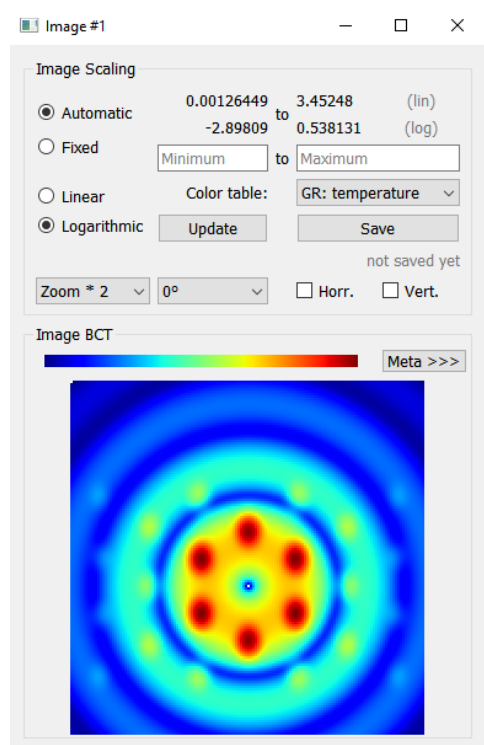 Image #1
Image Scaling
Automatic 0.00126449 to 3.45248 (lin)
-2.89809 0.538131 (log)
Fixed
Minimum to Maximum
Linear Color table: GR: temperature
Logarithmic Update Save
not saved yet
Zoom * 2 0° Horr. Vert.
Image BCT
Meta >>>